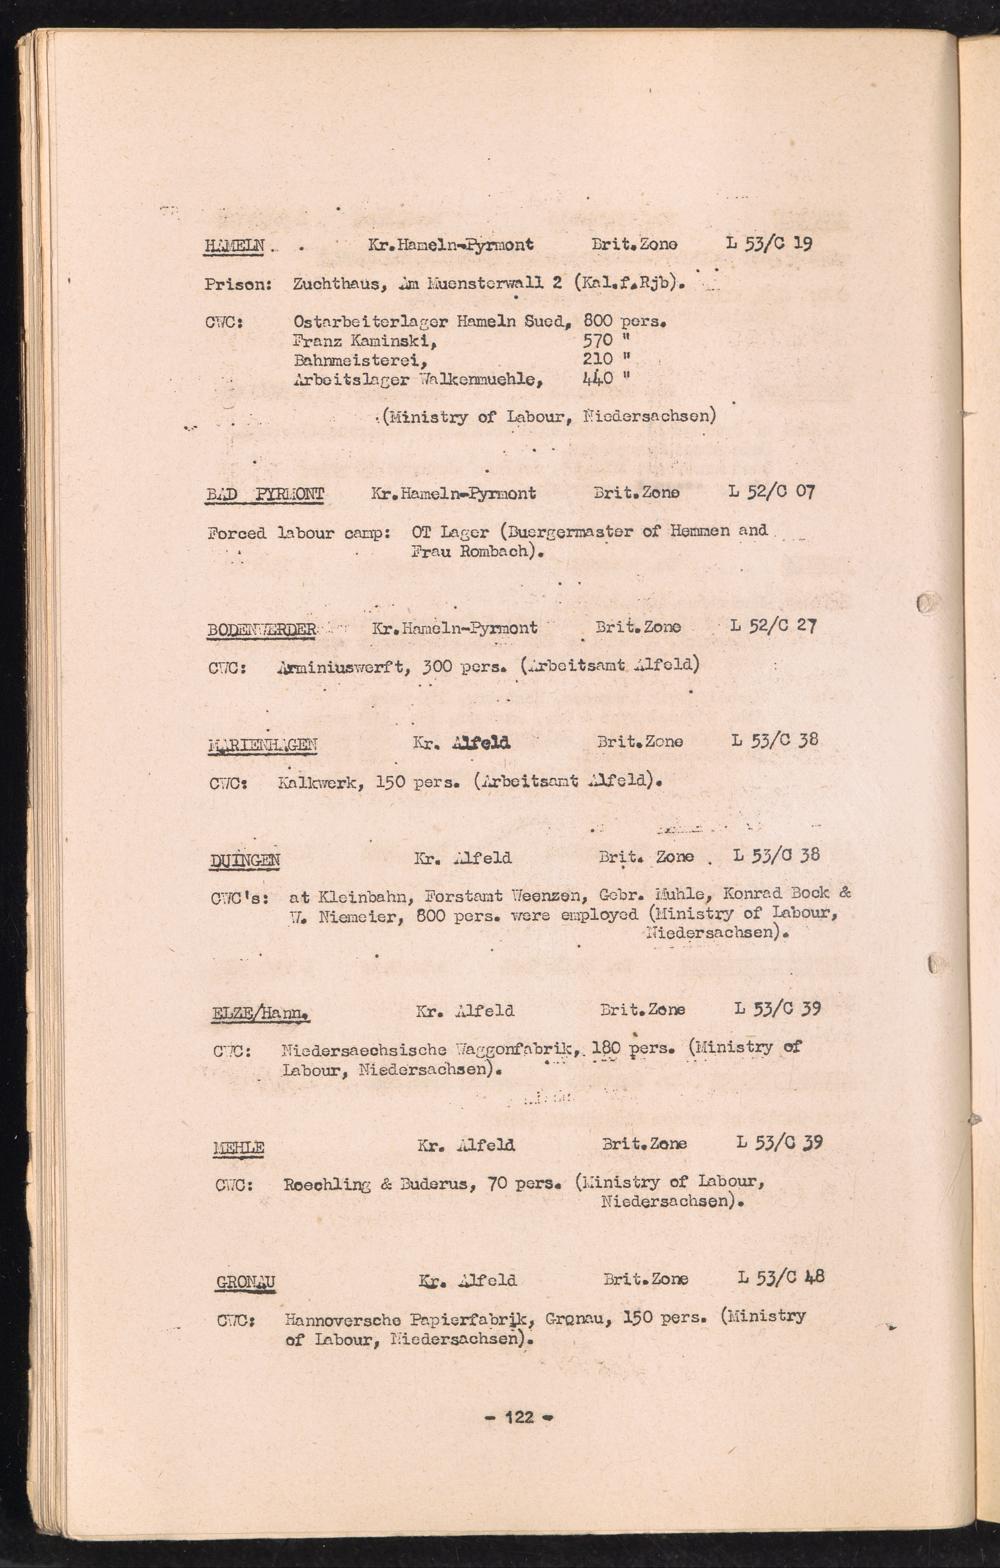 HAMELN Kr.Hameln-Pyrmont Brit.Zone L 53/C 19
Prison: Zuchthaus, Am Muensterwall 2 (Kal.f.Rjb).
CWC: Ostarbeiterlager Hameln Sued, 800 pers.
Franz Kaminski, 570 "
Bahnmeisterei, 210 "
Arbeitslager Walkenmuehle, 440 "
(Ministry of Labour, Niedersachsen)
BAD PYRMONT Kr.Hameln-Pyrmont Brit.Zone L 52/C 07
Forced labour camp: OT Lager (Buergermaster of Hemmen and
Frau Rombach).
BODENWERDER Kr.Hameln-Pyrmont Brit.Zone L 52/C 27
CWC: Arminiuswerft, 300 pers. (Arbeitsamt Alfeld)
MARIENHAGEN Kr. Alfeld Brit.Zone L 53/C 38
CWC: Kalkwerk, 150 pers. (Arbeitsamt Alfeld).
DUINGEN Kr. Alfeld Brit. Zone L 53/C 38
CWC's: at Kleinbahn, Forstamt Weenzen, Gebr. Muhle, Konrad Bock &
W. Niemeier, 800 pers. were employed (Ministry of Labour,
Niedersachsen).
ELZE/Hann. Kr. Alfeld Brit.Zone L 53/C 39
CWC: Niedersaechsische Waggonfabrik, 180 pers. (Ministry of
Labour, Niedersachsen).
MEHLE Kr. Alfeld Brit.Zone L 53/C 39
CWC: Roechling & Buderus, 70 pers. (Ministry of Labour,
Niedersachsen).
GRONAU Kr. Alfeld Brit.Zone L 53/C 48
CWC: Hannoversche Papierfabrik, Gronau, 150 pers. (Ministry
of Labour, Niedersachsen).
- 122 -